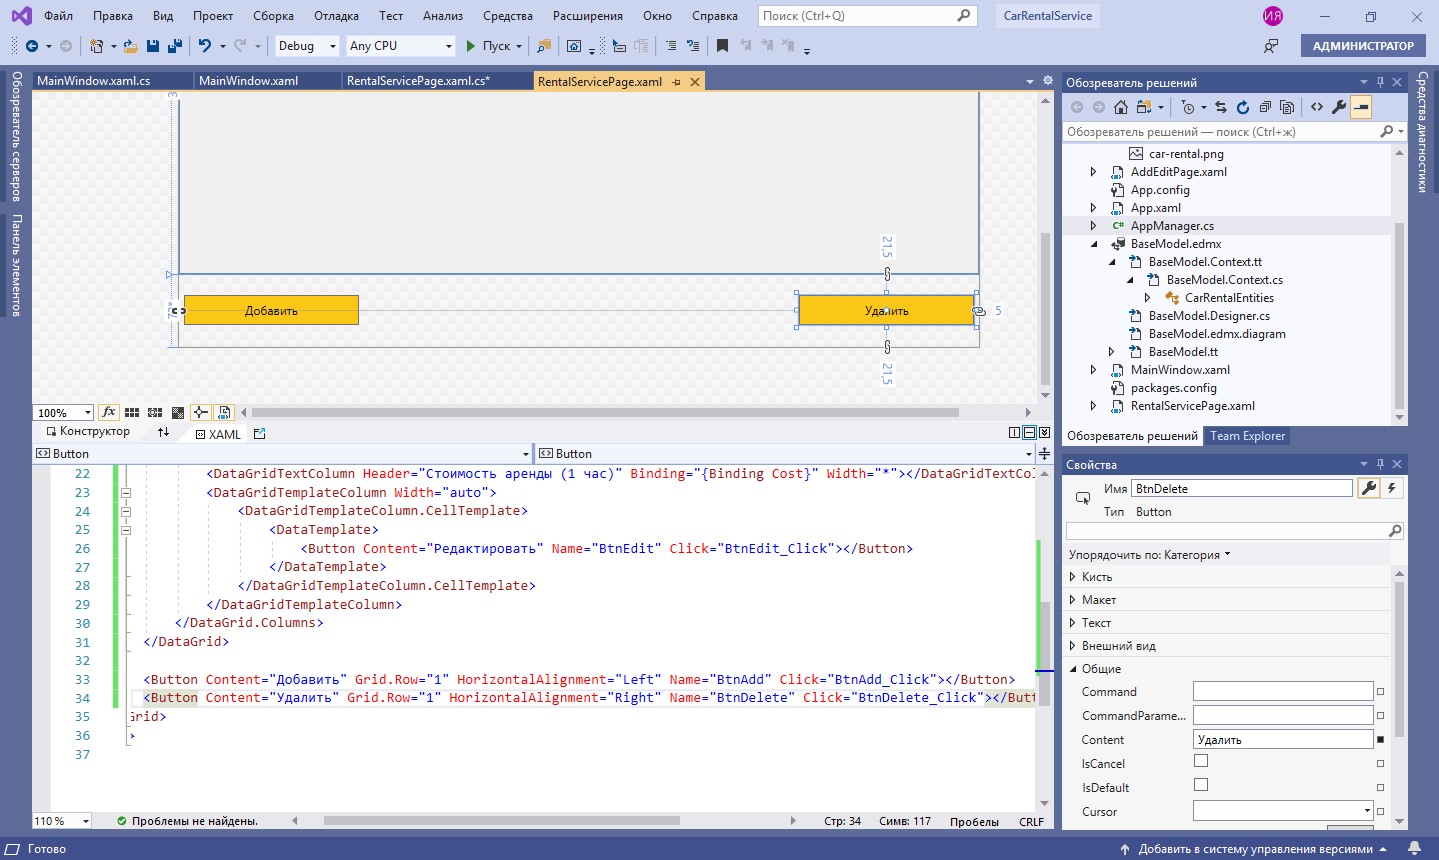 Файл Правка Вид Проект Сборка Отладка Тест Анализ Средства Расширения Окно Справка Поиск (Ctrl+Q) CarRentalService ИЯ
Debug Any CPU Пуск АДМИНИСТРАТОР
Обозреватель серверов
Панель элементов
MainWindow.xaml.cs MainWindow.xaml RentalServicePage.xaml.cs* RentalServicePage.xaml
3
21,5
Добавить Удалить 5
21,5
100% fx
Конструктор XAML
Button Button
22 <DataGridTextColumn Header="Стоимость аренды (1 час)" Binding="{Binding Cost}" Width="*"></DataGridTextCol
23 <DataGridTemplateColumn Width="auto">
24 <DataGridTemplateColumn.CellTemplate>
25 <DataTemplate>
26 <Button Content="Редактировать" Name="BtnEdit" Click="BtnEdit_Click"></Button>
27 </DataTemplate>
28 </DataGridTemplateColumn.CellTemplate>
29 </DataGridTemplateColumn>
30 </DataGrid.Columns>
31 </DataGrid>
32
33 <Button Content="Добавить" Grid.Row="1" HorizontalAlignment="Left" Name="BtnAdd" Click="BtnAdd_Click"></Button>
34 <Button Content="Удалить" Grid.Row="1" HorizontalAlignment="Right" Name="BtnDelete" Click="BtnDelete_Click"></Butt
35 Grid>
36 >
37
110 % Проблемы не найдены. Стр: 34 Симв: 117 Пробелы CRLF
Обозреватель решений
Обозреватель решений — поиск (Ctrl+ж)
car-rental.png
AddEditPage.xaml
App.config
App.xaml
C# AppManager.cs
BaseModel.edmx
BaseModel.Context.tt
BaseModel.Context.cs
CarRentalEntities
BaseModel.Designer.cs
BaseModel.edmx.diagram
BaseModel.tt
MainWindow.xaml
packages.config
RentalServicePage.xaml
Обозреватель решений Team Explorer
Свойства
Имя BtnDelete
Тип Button
Упорядочить по: Категория
Кисть
Макет
Текст
Внешний вид
Общие
Command
CommandParame...
Content Удалить
IsCancel
IsDefault
Cursor
Средства диагностики
Готово Добавить в систему управления версиями